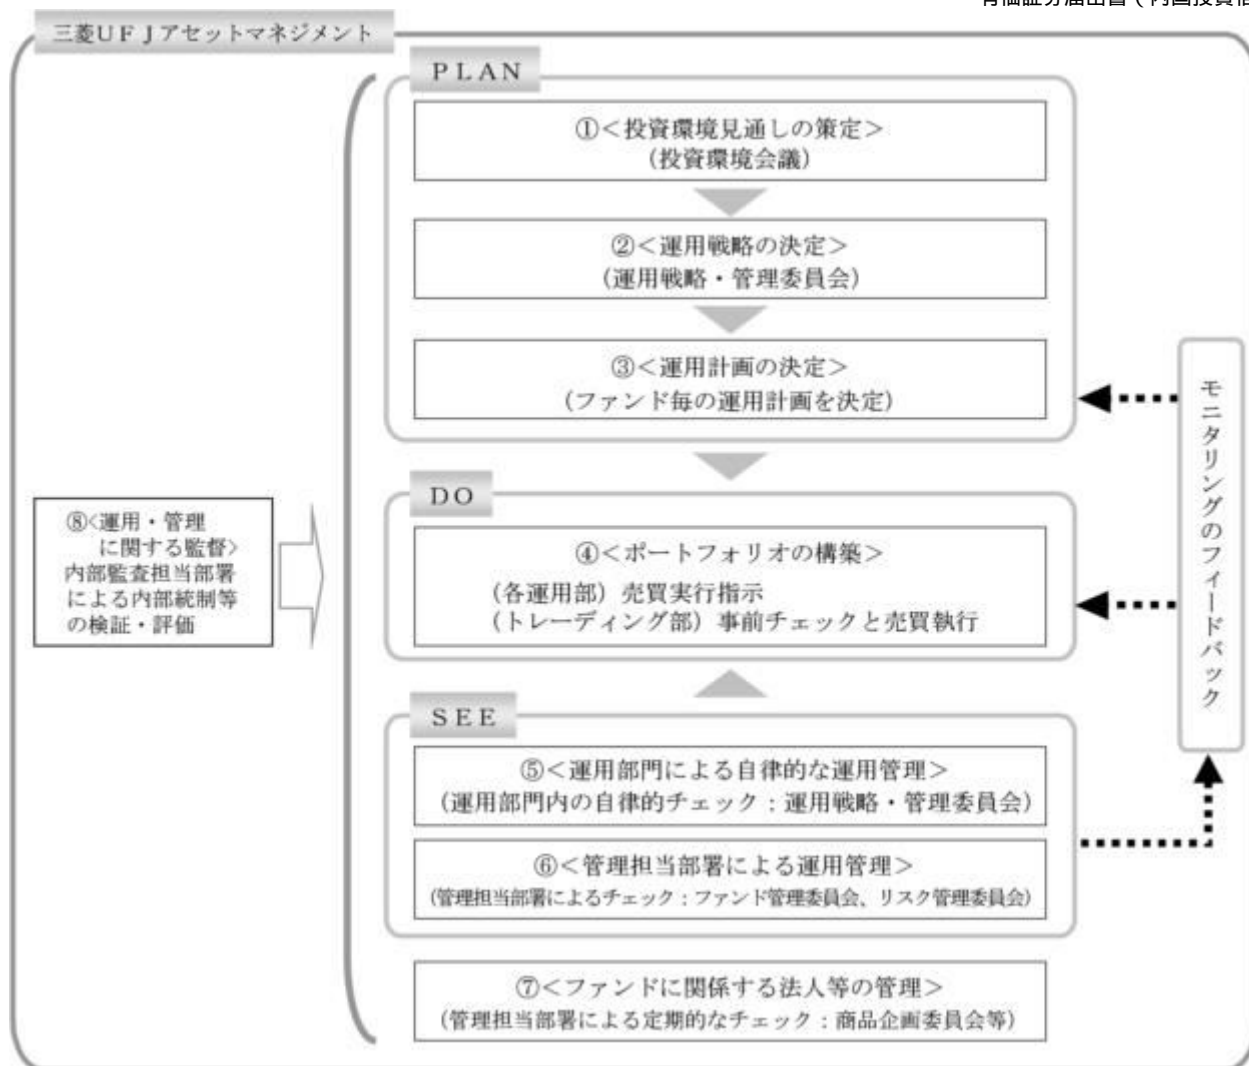 三菱UFJアセットマネジメント
PLAN
①<投資環境見通しの策定>
(投資環境会議)
②<運用戦略の決定>
(運用戦略・管理委員会)
③<運用計画の決定>
(ファンド毎の運用計画を決定)
DO
④<ポートフォリオの構築>
(各運用部)売買実行指示
(トレーディング部)事前チェックと売買執行
SEE
⑤<運用部門による自律的な運用管理>
(運用部門内の自律的チェック:運用戦略・管理委員会)
⑥<管理担当部署による運用管理>
(管理担当部署によるチェック:ファンド管理委員会、リスク管理委員会)
⑦<ファンドに関係する法人等の管理>
(管理担当部署による定期的なチェック:商品企画委員会等)
⑧<運用・管理
に関する監督>
内部監査担当部署
による内部統制等
の検証・評価
モニタリングのフィードバック